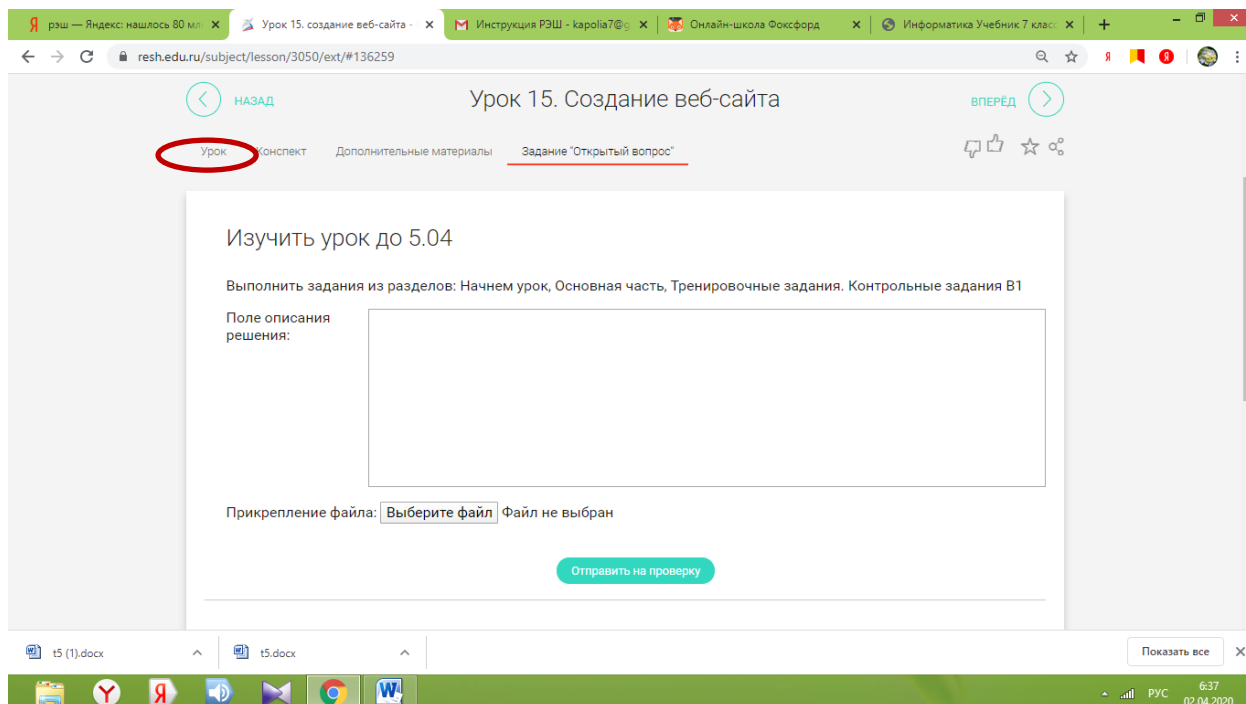 рэш — Яндекс: нашлось 80 мл
Урок 15. создание веб-сайта -
Инструкция РЭШ - kapolia7@g
Онлайн-школа Фоксфорд
Информатика Учебник 7 класс
resh.edu.ru/subject/lesson/3050/ext/#136259
НАЗАД
Урок 15. Создание веб-сайта
ВПЕРЁД
Урок
Конспект
Дополнительные материалы
Задание "Открытый вопрос"
Изучить урок до 5.04
Выполнить задания из разделов: Начнем урок, Основная часть, Тренировочные задания. Контрольные задания В1
Поле описания
решения:
Прикрепление файла: Выберите файл Файл не выбран
Отправить на проверку
t5 (1).docx
t5.docx
Показать все
РУС
6:37
02.04.2020